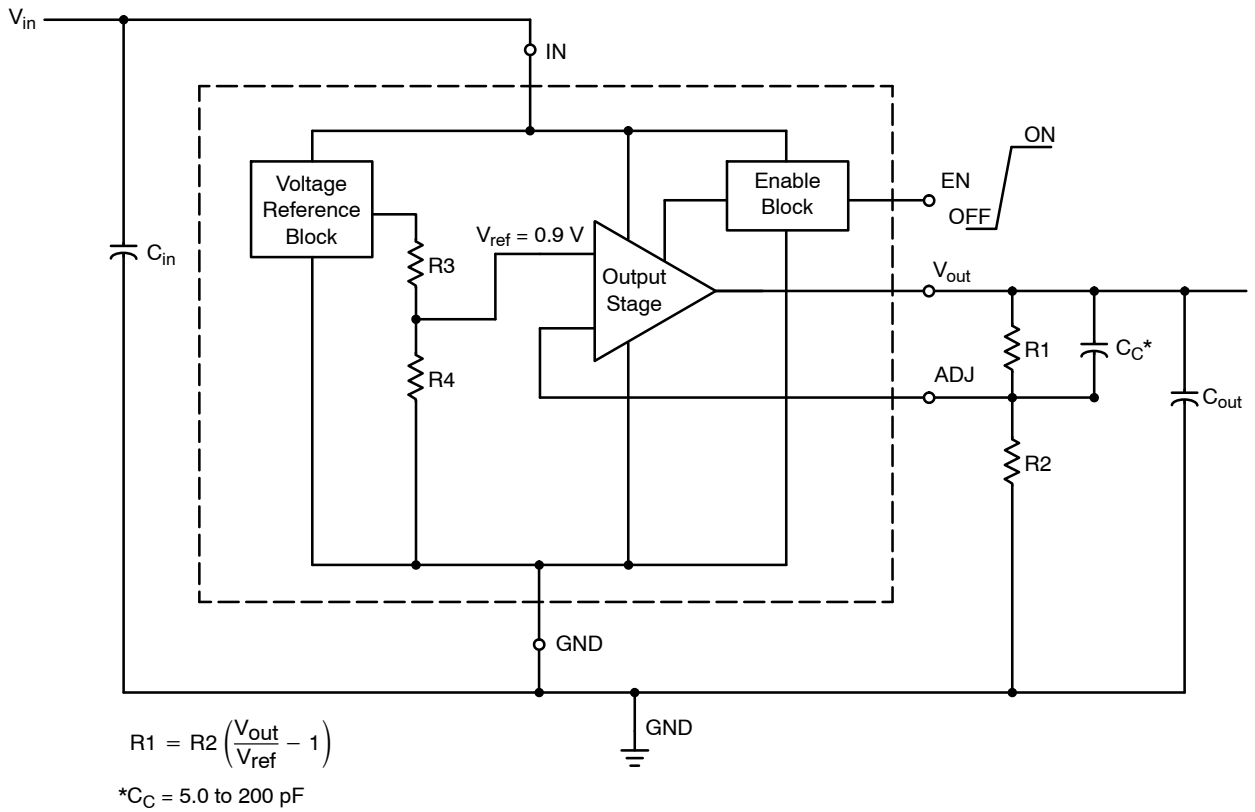 Vin
IN
ON
Voltage
Reference
Block
Enable
Block
EN
OFF
Cin
R3
Vref = 0.9 V
Output
Stage
Vout
R1
CC*
R4
ADJ
Cout
R2
GND
GND
R1 = R2 (Vout/Vref − 1)
*CC = 5.0 to 200 pF